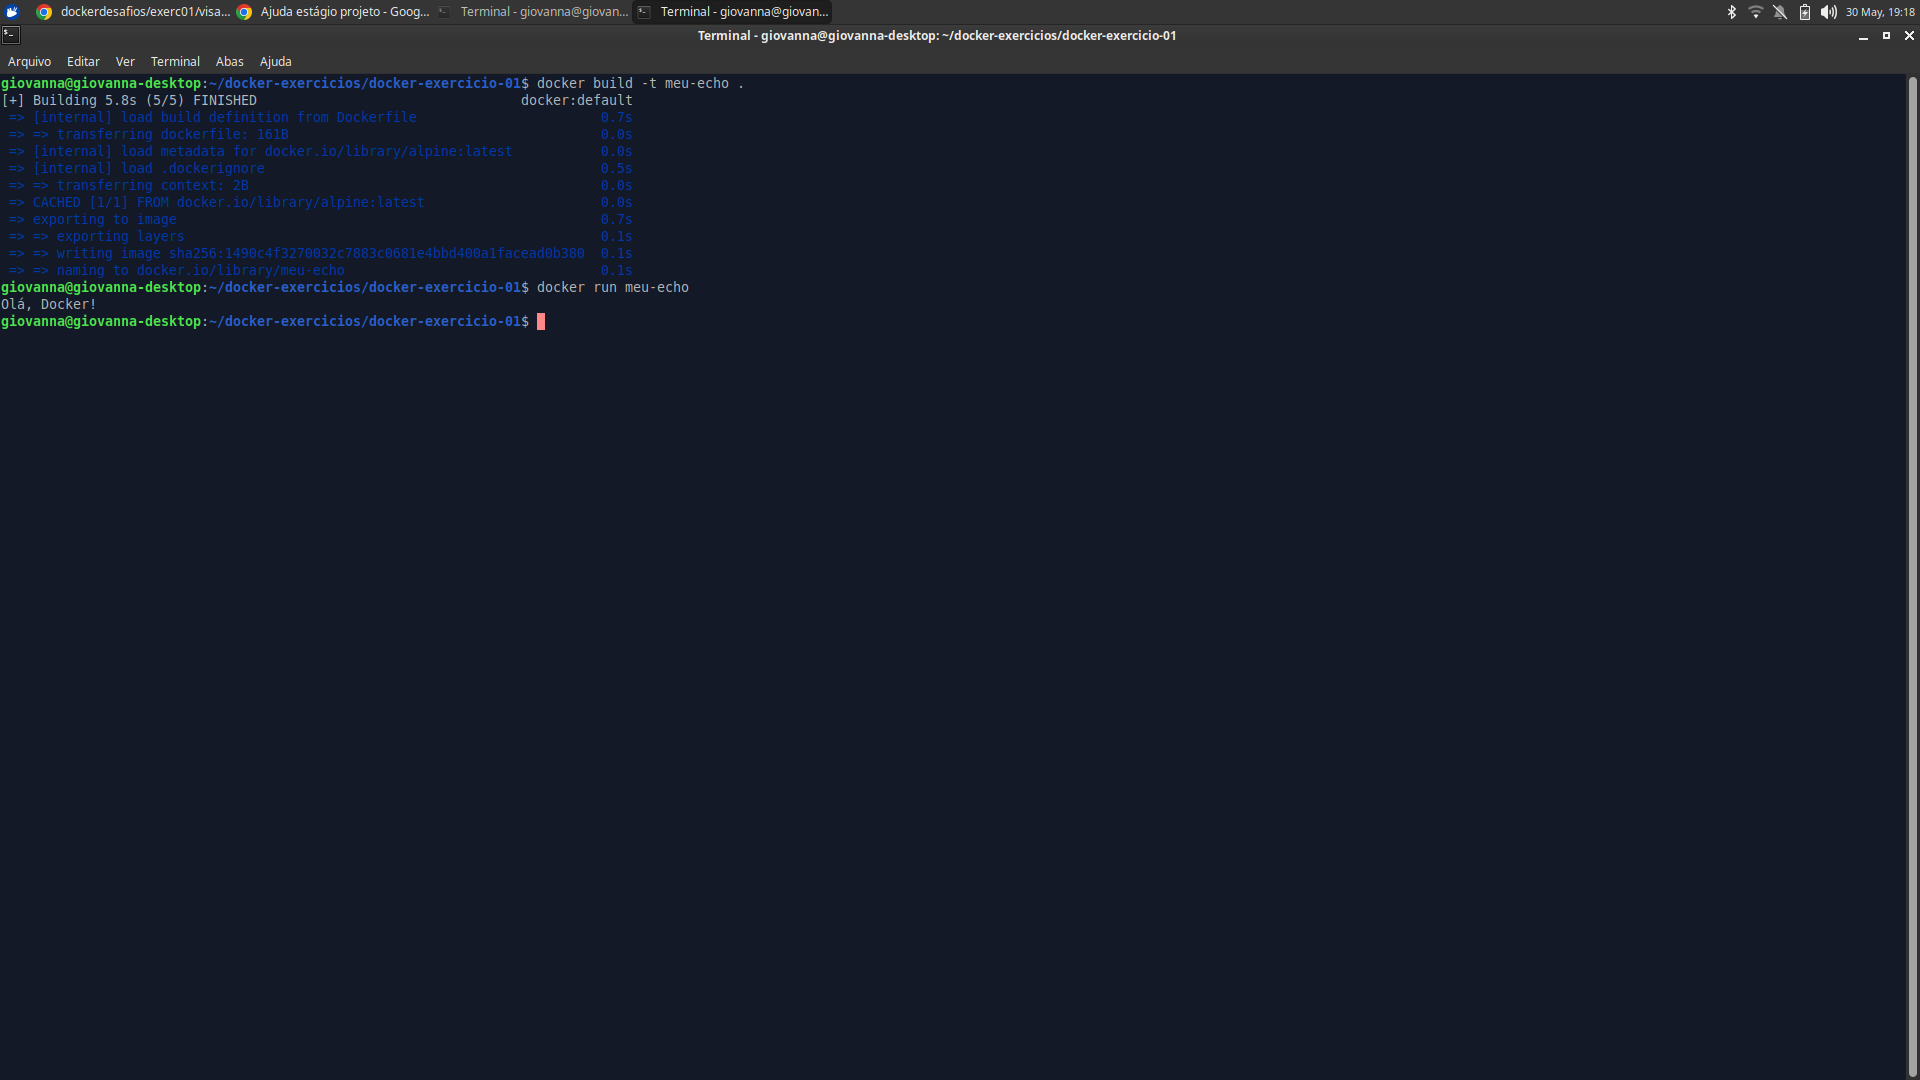 dockerdesafios/exerc01/visa...
Ajuda estágio projeto - Goog...
Terminal - giovanna@giovan...
Terminal - giovanna@giovan...
30 May, 19:18
Terminal - giovanna@giovanna-desktop: ~/docker-exercicios/docker-exercicio-01
Arquivo Editar Ver Terminal Abas Ajuda
giovanna@giovanna-desktop:~/docker-exercicios/docker-exercicio-01$ docker build -t meu-echo .
[+] Building 5.8s (5/5) FINISHED docker:default
=> [internal] load build definition from Dockerfile 0.7s
=> => transferring dockerfile: 161B 0.0s
=> [internal] load metadata for docker.io/library/alpine:latest 0.0s
=> [internal] load .dockerignore 0.5s
=> => transferring context: 2B 0.0s
=> CACHED [1/1] FROM docker.io/library/alpine:latest 0.0s
=> exporting to image 0.7s
=> => exporting layers 0.1s
=> => writing image sha256:1490c4f3270032c7883c0681e4bbd400a1facead0b380 0.1s
=> => naming to docker.io/library/meu-echo 0.1s
giovanna@giovanna-desktop:~/docker-exercicios/docker-exercicio-01$ docker run meu-echo
Olá, Docker!
giovanna@giovanna-desktop:~/docker-exercicios/docker-exercicio-01$